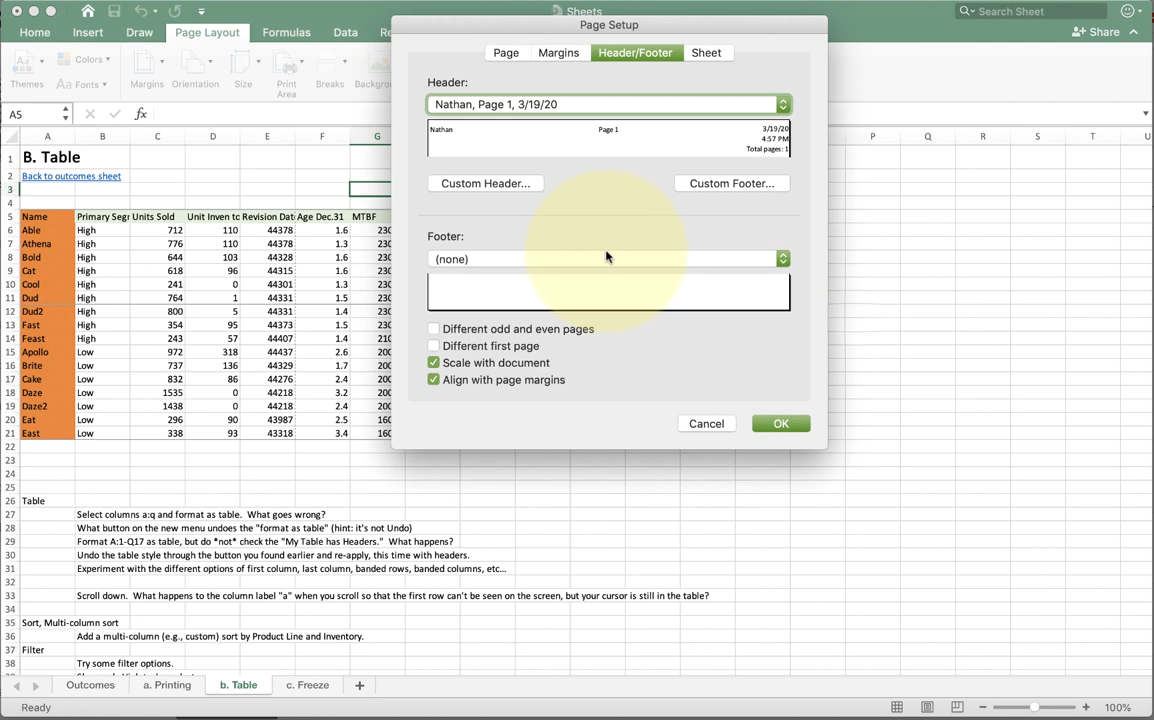 Sheets
Search Sheet
Home Insert Draw Page Layout Formulas Data
Share
Themes
Aa
Colors
Aa Fonts
Margins
Orientation
Size
Print Area
Breaks
A5
fx
A B C D E F G P Q R S T U
1 B. Table
2 Back to outcomes sheet
3
4
5 Name Primary Segr Units Sold Unit Inven to Revision Dat Age Dec.31 MTBF
6 Able High 712 110 44378 1.6
7 Athena High 776 110 44378 1.3
8 Bold High 644 103 44328 1.6
9 Cat High 618 96 44315 1.6
10 Cool High 241 0 44301 1.3
11 Dud High 764 1 44331 1.5
12 Dud2 High 800 5 44331 1.4
13 Fast High 354 95 44373 1.5
14 Feast High 243 57 44407 1.4
15 Apollo Low 972 318 44437 2.6
16 Brite Low 737 136 44329 1.7
17 Cake Low 832 86 44276 2.4
18 Daze Low 1535 0 44218 3.2
19 Daze2 Low 1438 0 44218 2.4
20 Eat Low 296 90 43987 2.5
21 East Low 338 93 43318 3.4
22
23
24
25
26 Table
27 Select columns a:q and format as table. What goes wrong?
28 What button on the new menu undoes the "format as table" (hint: it's not Undo)
29 Format A:1-Q17 as table, but do *not* check the "My Table has Headers." What happens?
30 Undo the table style through the button you found earlier and re-apply, this time with headers.
31 Experiment with the different options of first column, last column, banded rows, banded columns, etc...
32
33 Scroll down. What happens to the column label "a" when you scroll so that the first row can't be seen on the screen, but your cursor is still in the table?
34
35 Sort, Multi-column sort
36 Add a multi-column (e.g., custom) sort by Product Line and Inventory.
37 Filter
38 Try some filter options.
Page Setup
Page Margins Header/Footer Sheet
Header:
Nathan, Page 1, 3/19/20
Nathan Page 1 3/19/20
4:57 PM
Total pages: 1
Custom Header... Custom Footer...
Footer:
(none)
Different odd and even pages
Different first page
Scale with document
Align with page margins
Cancel OK
Outcomes a. Printing b. Table c. Freeze +
Ready
100%